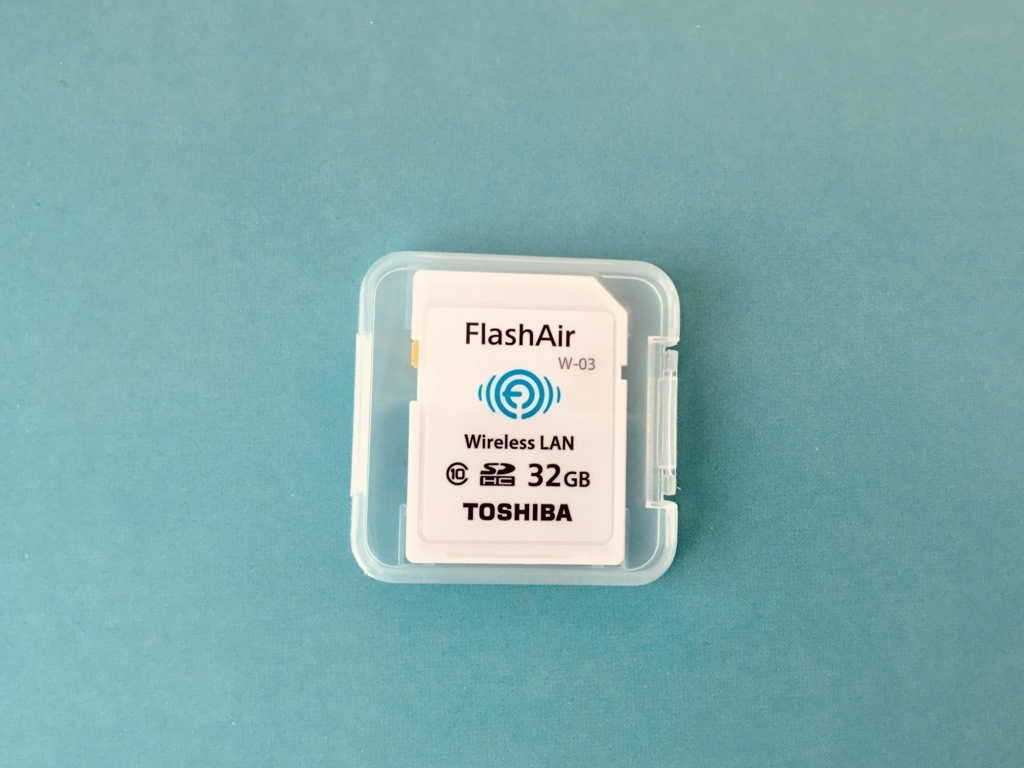 FlashAir
W-03
Wireless LAN
10 SD HC 32GB
TOSHIBA